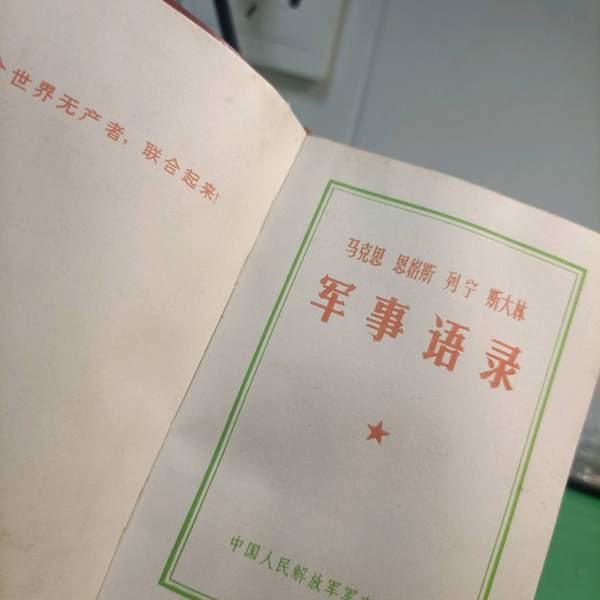 世界无产者，联合起来！
马克思 恩格斯 列宁 斯大林
军事语录
中国人民解放军军